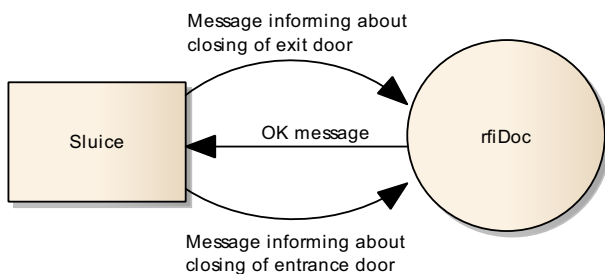 Message informing about
closing of exit door
Sluice
OK message
rfiDoc
Message informing about
closing of entrance door